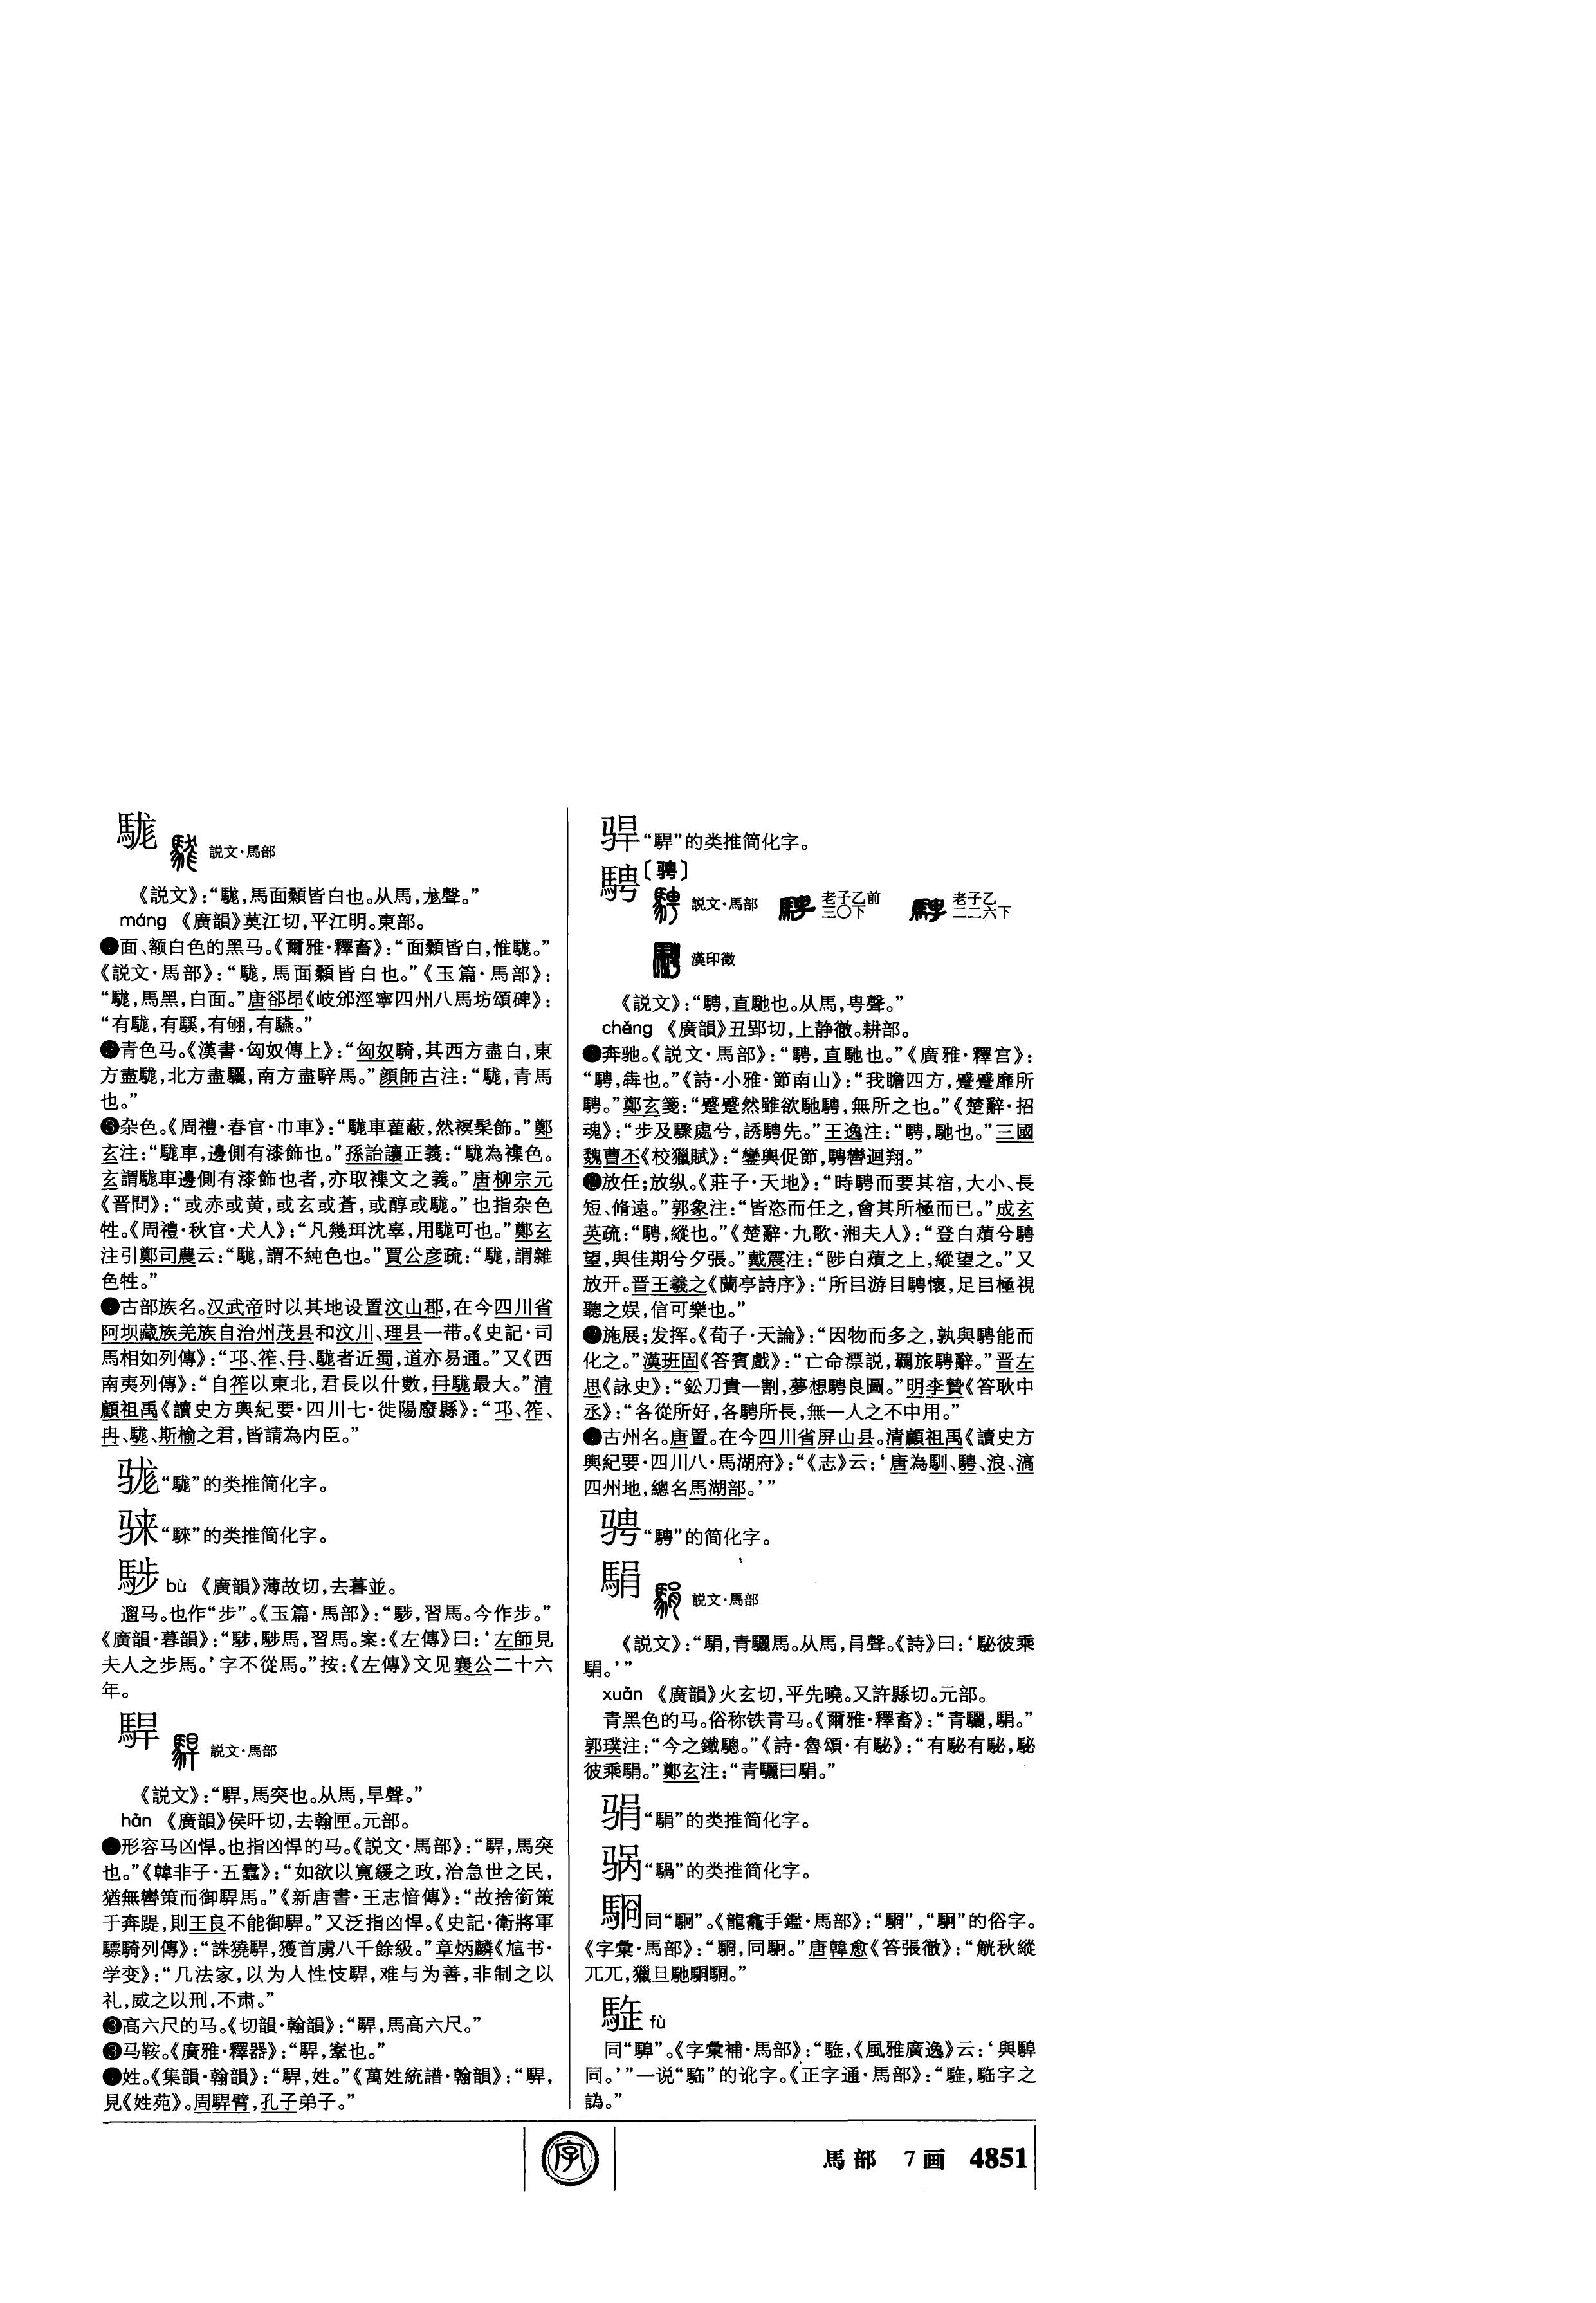 駹
説文·馬部
《説文》：“駹，馬面顙皆白也。从馬，尨聲。”
máng 《廣韻》莫江切，平江明。東部。
❶面、额白色的黑马。《爾雅·釋畜》：“面顙皆白，惟駹。”
《説文·馬部》：“駹，馬面顙皆白也。”《玉篇·馬部》：
“駹，馬黑，白面。”唐郤昂《岐邠涇寧四州八馬坊頌碑》：
“有駹，有騱，有翎，有驠。”
❷青色马。《漢書·匈奴傳上》：“匈奴騎，其西方盡白，東
方盡駹，北方盡驪，南方盡騂馬。”顔師古注：“駹，青馬
也。”
❸杂色。《周禮·春官·巾車》：“駹車雚蔽，然𧜀髤飾。”鄭
玄注：“駹車，邊側有漆飾也。”孫詒讓正義：“駹為襍色。
玄謂駹車邊側有漆飾也者，亦取襍文之義。”唐柳宗元
《晋問》：“或赤或黄，或玄或蒼，或醇或駹。”也指杂色
牲。《周禮·秋官·犬人》：“凡幾珥沈辜，用駹可也。”鄭玄
注引鄭司農云：“駹，謂不純色也。”賈公彦疏：“駹，謂雜
色牲。”
❹古部族名。汉武帝时以其地设置汶山郡，在今四川省
阿坝藏族羌族自治州茂县和汶川、理县一带。《史記·司
馬相如列傳》：“邛、筰、冄、駹者近蜀，道亦易通。”又《西
南夷列傳》：“自筰以東北，君長以什數，冄駹最大。”清
顧祖禹《讀史方輿紀要·四川七·徙陽廢縣》：“邛、筰、
冉、駹、斯榆之君，皆請為内臣。”
“駹”的类推简化字。
“騋”的类推简化字。
駥 bù 《廣韻》薄故切，去暮並。
遛马。也作“步”。《玉篇·馬部》：“䮛，習馬。今作步。”
《廣韻·暮韻》：“䮛，䮛馬，習馬。案：《左傳》曰：‘左師見
夫人之步馬。’字不從馬。”按：《左傳》文见襄公二十六
年。
駻
説文·馬部
《説文》：“駻，馬突也。从馬，旱聲。”
hàn 《廣韻》侯旰切，去翰匣。元部。
❶形容马凶悍。也指凶悍的马。《説文·馬部》：“駻，馬突
也。”《韓非子·五蠹》：“如欲以寬緩之政，治急世之民，
猶無轡策而御駻馬。”《新唐書·王志愔傳》：“故捨銜策
于奔踶，則王良不能御駻。”又泛指凶悍。《史記·衛將軍
驃騎列傳》：“誅獟駻，獲首虜八千餘級。”章炳麟《訄书·
学变》：“几法家，以为人性忮駻，难与为善，非制之以
礼，威之以刑，不肃。”
❷高六尺的马。《切韻·翰韻》：“駻，馬高六尺。”
❸马鞍。《廣雅·釋器》：“駻，鞌也。”
❹姓。《集韻·翰韻》：“駻，姓。”《萬姓統譜·翰韻》：“駻，
見《姓苑》。周駻臂，孔子弟子。”
“駻”的类推简化字。
騁〔骋〕
説文·馬部 老子乙前三〇下 老子乙二二六下
漢印徵
《説文》：“騁，直馳也。从馬，甹聲。”
chěng 《廣韻》丑郢切，上静徹。耕部。
❶奔驰。《説文·馬部》：“騁，直馳也。”《廣雅·釋宫》：
“騁，犇也。”《詩·小雅·節南山》：“我瞻四方，蹙蹙靡所
騁。”鄭玄箋：“蹙蹙然雖欲馳騁，無所之也。”《楚辭·招
魂》：“步及驟處兮，誘騁先。”王逸注：“騁，馳也。”三國
魏曹丕《校獵賦》：“鑾輿促節，騁轡迴翔。”
❷放任；放纵。《莊子·天地》：“時騁而要其宿，大小、長
短、脩遠。”郭象注：“皆恣而任之，會其所極而已。”成玄
英疏：“騁，縱也。”《楚辭·九歌·湘夫人》：“登白薠兮騁
望，與佳期兮夕張。”戴震注：“陟白薠之上，縱望之。”又
放开。晋王羲之《蘭亭詩序》：“所㠯游目騁懷，足㠯極視
聽之娱，信可樂也。”
❸施展；发挥。《荀子·天論》：“因物而多之，孰與騁能而
化之。”漢班固《答賓戲》：“亡命漂説，羈旅騁辭。”晋左
思《詠史》：“鈆刀貴一割，夢想騁良圖。”明李贄《答耿中
丞》：“各從所好，各騁所長，無一人之不中用。”
❹古州名。唐置。在今四川省屏山县。清顧祖禹《讀史方
輿紀要·四川八·馬湖府》：“《志》云：‘唐為馴、騁、浪、滈
四州地，總名馬湖部。’”
骋“騁”的简化字。
駽
説文·馬部
《説文》：“駽，青驪馬。从馬，肙聲。《詩》曰：‘駜彼乘
駽。’”
xuān 《廣韻》火玄切，平先曉。又許縣切。元部。
青黑色的马。俗称铁青马。《爾雅·釋畜》：“青驪，駽。”
郭璞注：“今之鐵驄。”《詩·魯頌·有駜》：“有駜有駜，駜
彼乘駽。”鄭玄注：“青驪曰駽。”
“駽”的类推简化字。
“騧”的类推简化字。
同“駉”。《龍龕手鑑·馬部》：“駧”，“駉”的俗字。
《字彙·馬部》：“駧，同駉。”唐韓愈《答張徹》：“觥秋縱
兀兀，獵旦馳駉駉。”
fù
同“騲”。《字彙補·馬部》：“《風雅廣逸》云：‘與騲
同。’”一说“”的讹字。《正字通·馬部》：“字之
譌。”
馬部 7画 4851